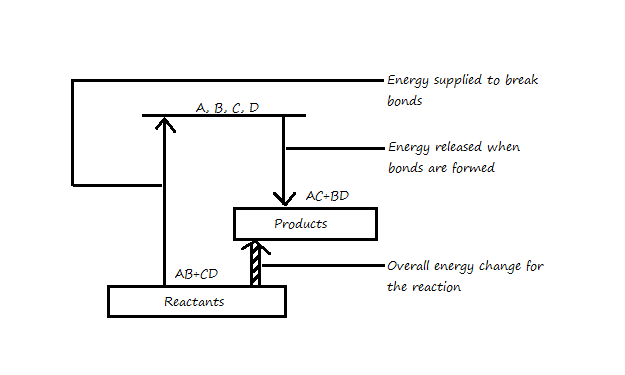 Energy supplied to break
bonds
A, B, C, D
Energy released when
bonds are formed
AC+BD
Products
AB+CD
Overall energy change for
the reaction
Reactants